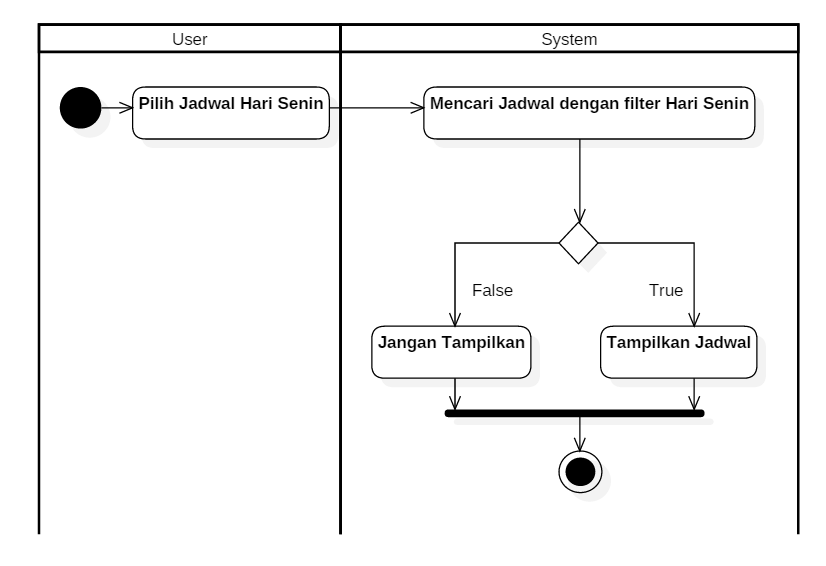 User
System
Pilih Jadwal Hari Senin
Mencari Jadwal dengan filter Hari Senin
False
True
Jangan Tampilkan
Tampilkan Jadwal